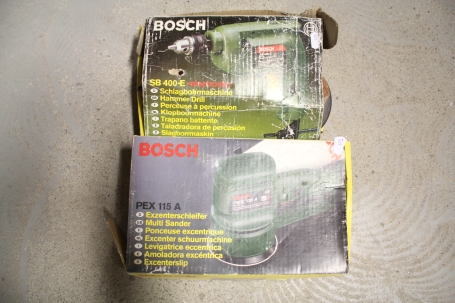 BOSCH
SB 400-E
Schlagbohrmaschine
Hammer Drill
Perceuse à percussion
Klopboormachine
Trapano battente
Taladradora de percusión
Slagborrmaskin
BOSCH
PEX 115 A
Exzenterschleifer
Multi Sander
Ponceuse excentrique
Excenter schuurmachine
Levigatrice eccentrica
Amoladora excéntrica
Excenterslip